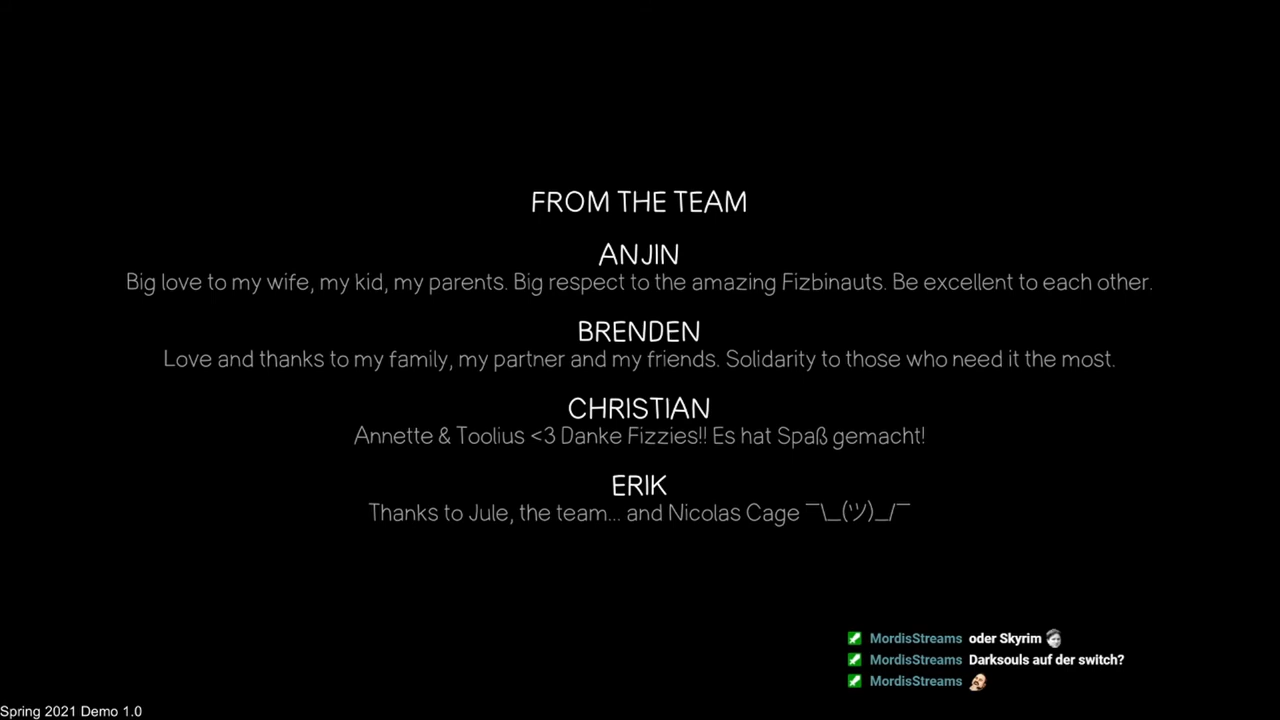 FROM THE TEAM
ANJIN
Big love to my wife, my kid, my parents. Big respect to the amazing Fizbinauts. Be excellent to each other.
BRENDEN
Love and thanks to my family, my partner and my friends. Solidarity to those who need it the most.
CHRISTIAN
Annette & Toolius <3 Danke Fizzies!! Es hat Spaß gemacht!
ERIK
Thanks to Jule, the team... and Nicolas Cage ¯\_(ツ)_/¯
MordisStreams oder Skyrim
MordisStreams Darksouls auf der switch?
MordisStreams
Spring 2021 Demo 1.0